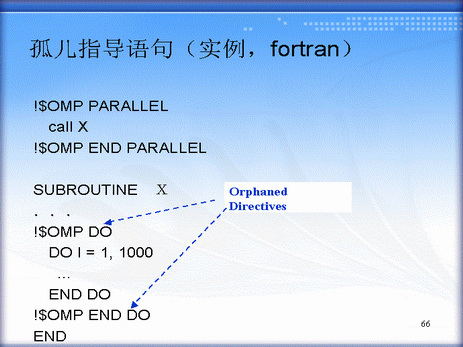 孤儿指导语句（实例，fortran）
!$OMP PARALLEL
call X
!$OMP END PARALLEL
SUBROUTINE X
. . .
!$OMP DO
DO I = 1, 1000
...
END DO
!$OMP END DO
END
Orphaned
Directives
66